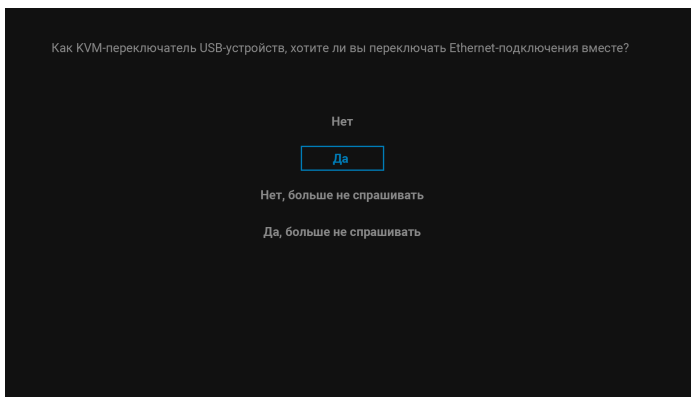 Как KVM-переключатель USB-устройств, хотите ли вы переключать Ethernet-подключения вместе?
Нет
Да
Нет, больше не спрашивать
Да, больше не спрашивать